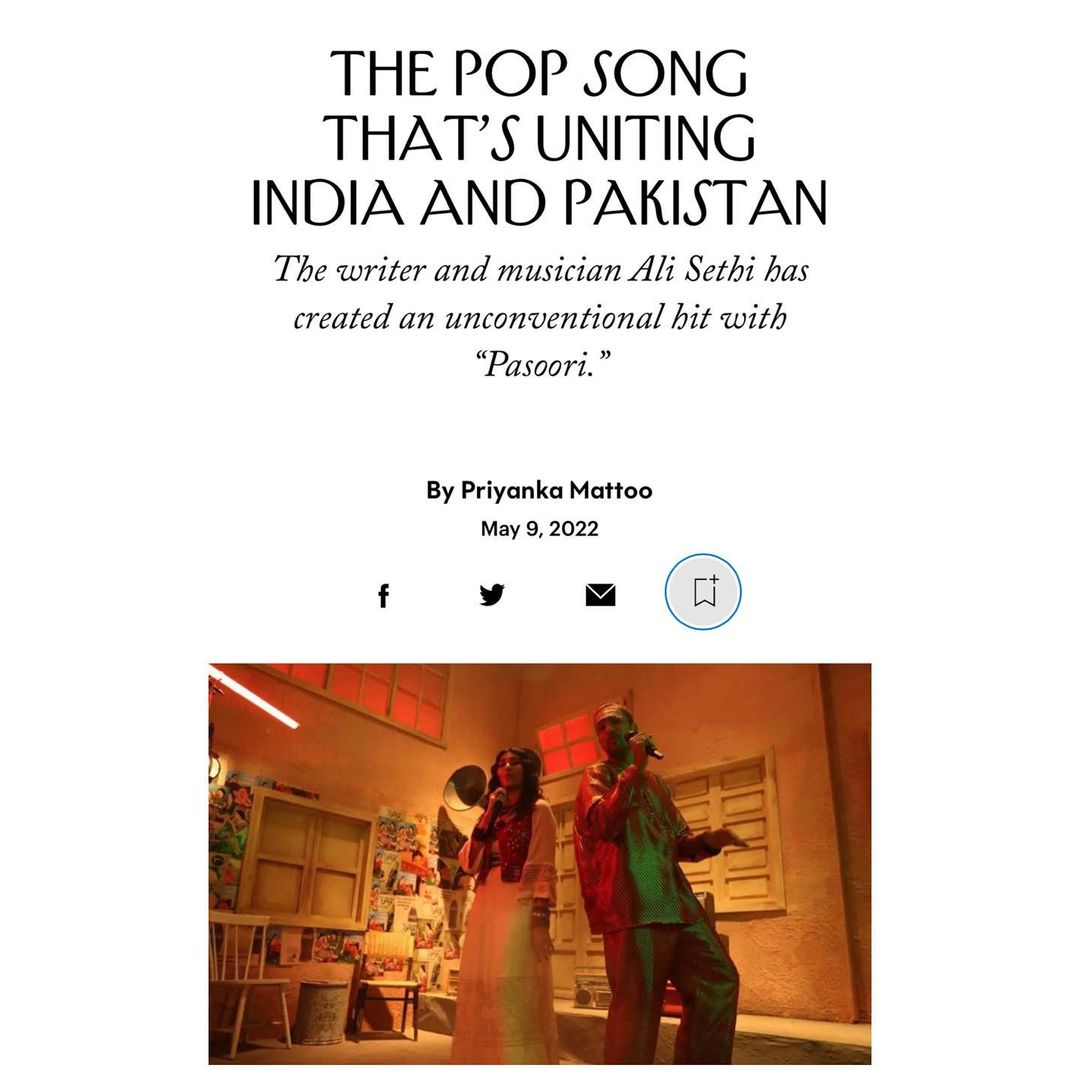 THE POP SONG
THAT’S UNITING
INDIA AND PAKISTAN
The writer and musician Ali Sethi has
created an unconventional hit with
“Pasoori.”
By Priyanka Mattoo
May 9, 2022